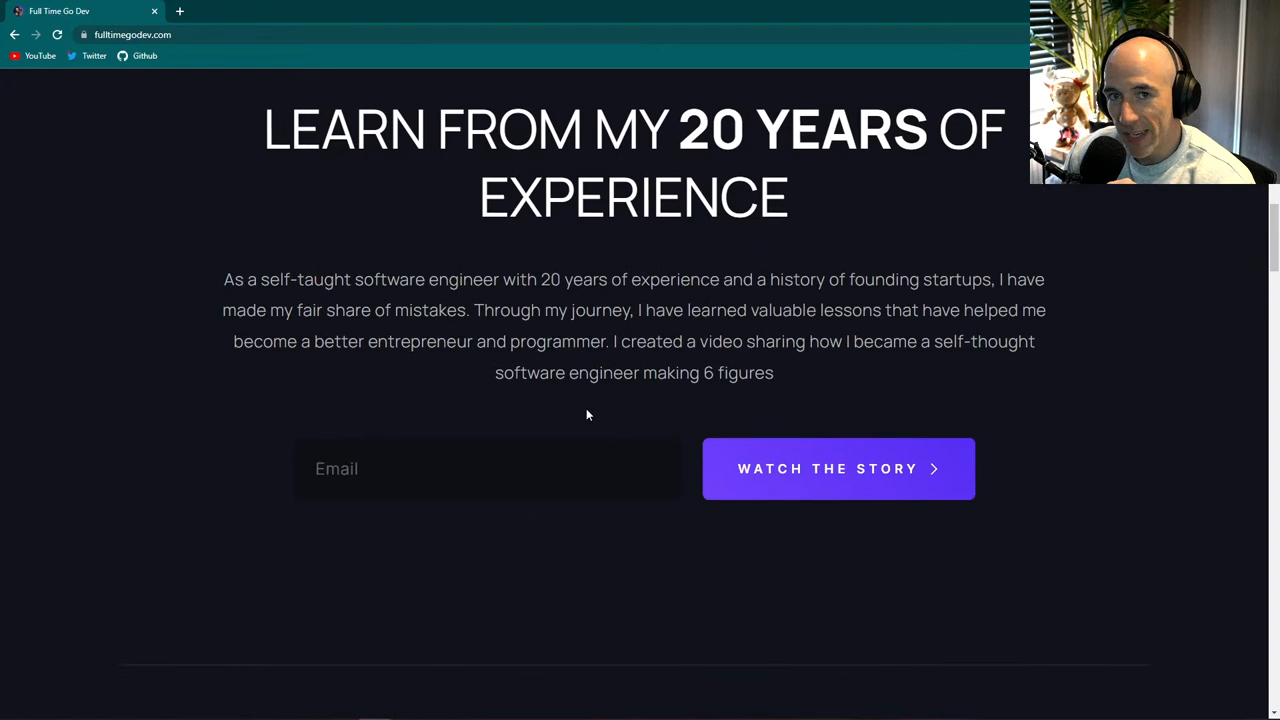 Full Time Go Dev
fulltimegodev.com
YouTube Twitter Github
LEARN FROM MY 20 YEARS OF
EXPERIENCE
As a self-taught software engineer with 20 years of experience and a history of founding startups, I have
made my fair share of mistakes. Through my journey, I have learned valuable lessons that have helped me
become a better entrepreneur and programmer. I created a video sharing how I became a self-thought
software engineer making 6 figures
Email
WATCH THE STORY